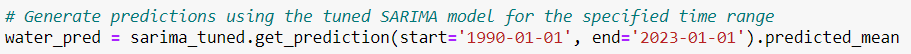 # Generate predictions using the tuned SARIMA model for the specified time range
water_pred = sarima_tuned.get_prediction(start='1990-01-01', end='2023-01-01').predicted_mean